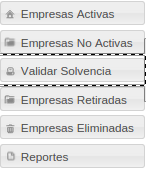 Empresas Activas
Empresas No Activas
Validar Solvencia
Empresas Retiradas
Empresas Eliminadas
Reportes